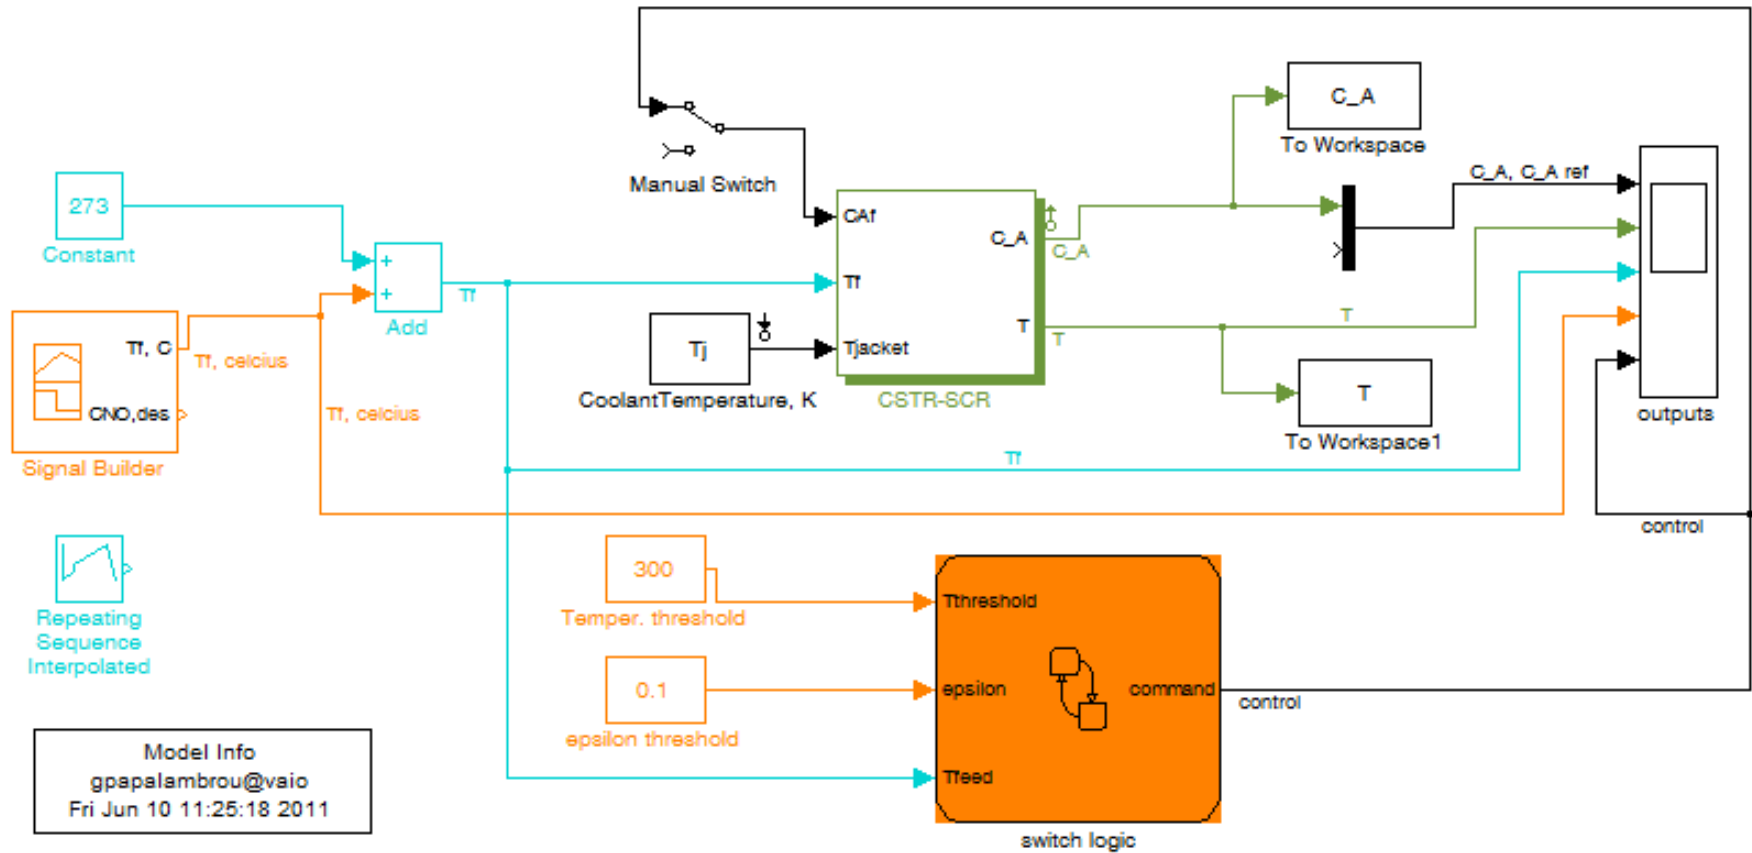 C_A
To Workspace
Manual Switch
C_A, C_A ref
273
Constant
CAf
C_A
C_A
Tf
Tf
Add
Tf, C
Tf, celcius
CNO,des
Tf, celcius
Signal Builder
Tj
Tjacket
CoolantTemperature, K
T
T
T
CSTR-SCR
T
To Workspace1
outputs
Tf
control
300
Temper. threshold
Tthreshold
Repeating
Sequence
Interpolated
0.1
epsilon threshold
epsilon
command
control
Tfeed
switch logic
Model Info
gpapalambrou@vaio
Fri Jun 10 11:25:18 2011